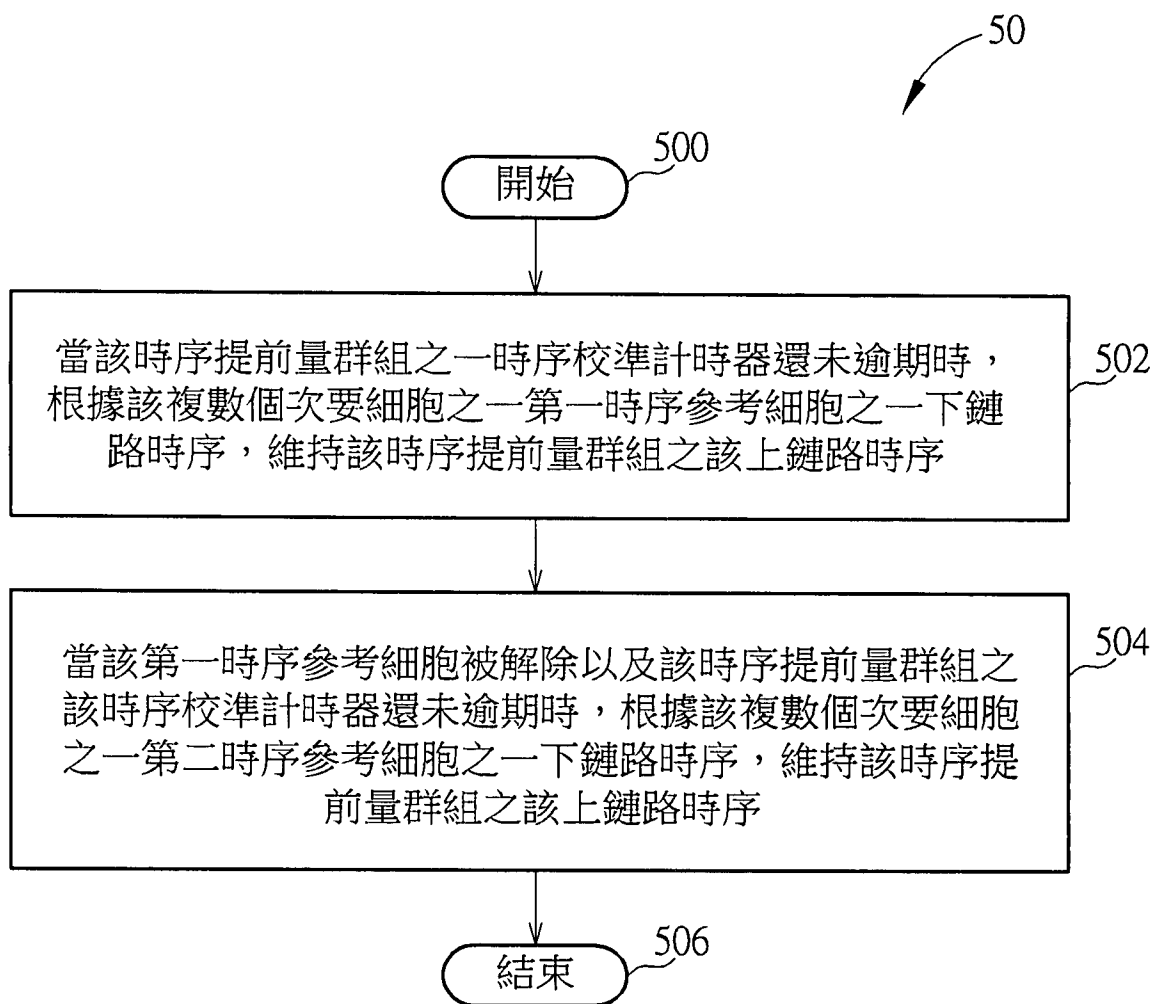 50
500
開始
當該時序提前量群組之一時序校準計時器還未逾期時，
根據該複數個次要細胞之一第一時序參考細胞之一下鏈
路時序，維持該時序提前量群組之該上鏈路時序
502
當該第一時序參考細胞被解除以及該時序提前量群組之
該時序校準計時器還未逾期時，根據該複數個次要細胞
之一第二時序參考細胞之一下鏈路時序，維持該時序提
前量群組之該上鏈路時序
504
結束
506